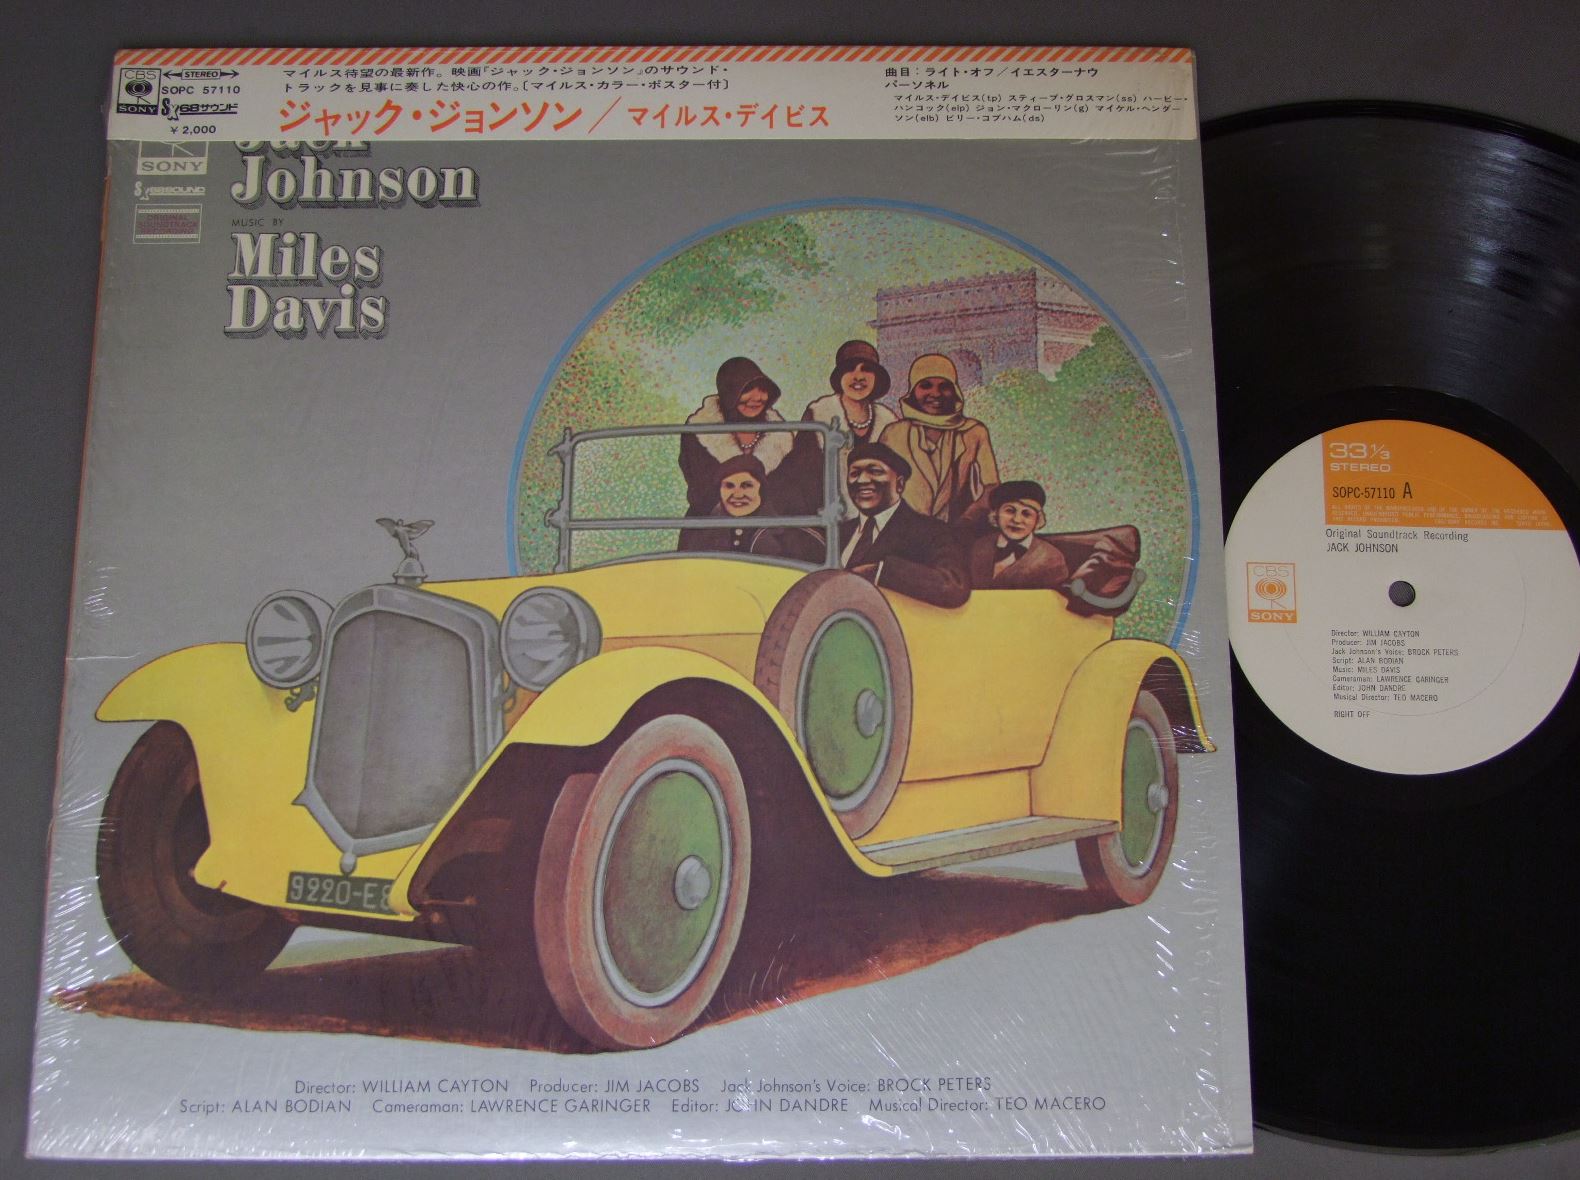 CBS
SONY
STEREO
SOPC 57110
SX68サウンド
¥2,000
マイルス待望の最新作。映画『ジャック・ジョンソン』のサウンド・
トラックを見事に奏した快心の作。〔マイルス・カラー・ポスター付〕
ジャック・ジョンソン／マイルス・デイビス
曲目：ライト・オフ／イエスターナウ
パーソネル
マイルス・デイビス(tp) スティーブ・グロスマン(ss) ハービー・
ハンコック(elp) ジョン・マクローリン(g) マイケル・ヘンダー
ソン(elb) ビリー・コブハム(ds)
SONY
SX68SOUND
ORIGINAL
SOUNDTRACK
Jack
Johnson
MUSIC BY
Miles
Davis
9220-E8
Director: WILLIAM CAYTON Producer: JIM JACOBS Jack Johnson's Voice: BROCK PETERS
Script: ALAN BODIAN Cameraman: LAWRENCE GARINGER Editor: JOHN DANDRE Musical Director: TEO MACERO
33 1/3
STEREO
SOPC-57110 A
Original Soundtrack Recording
JACK JOHNSON
CBS
SONY
Director: WILLIAM CAYTON
Producer: JIM JACOBS
Jack Johnson's Voice: BROCK PETERS
Script: ALAN BODIAN
Music: MILES DAVIS
Cameraman: LAWRENCE GARINGER
Editor: JOHN DANDRE
Musical Director: TEO MACERO
RIGHT OFF